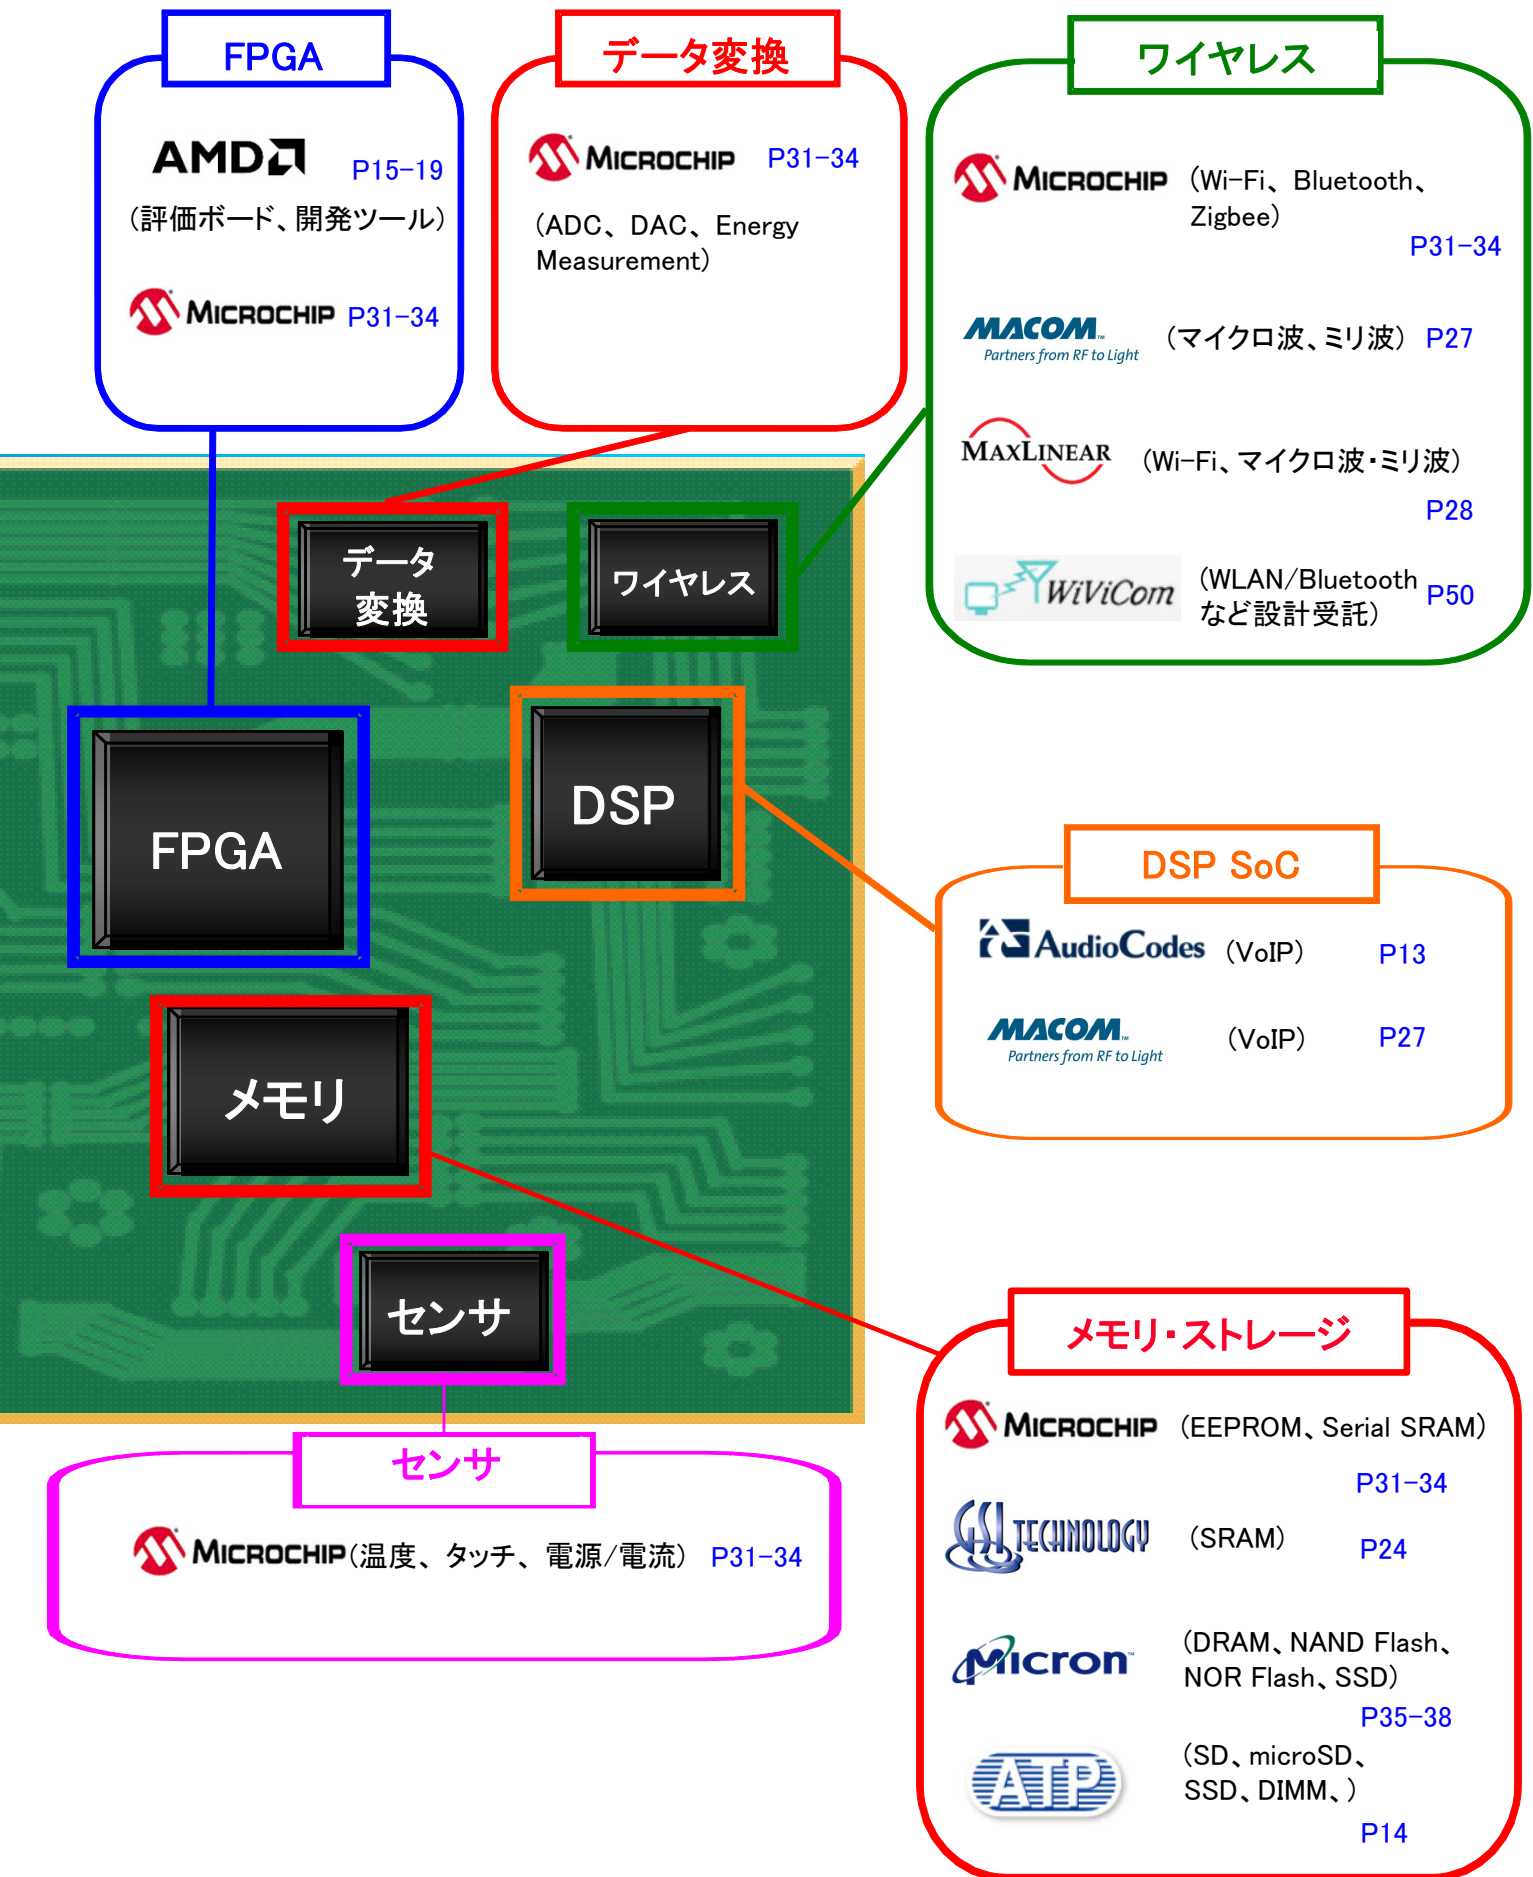 FPGA
AMD
P15-19
(評価ボード、開発ツール)
MICROCHIP
P31-34
データ変換
MICROCHIP
P31-34
(ADC、DAC、Energy
Measurement)
ワイヤレス
MICROCHIP
(Wi-Fi、Bluetooth、
Zigbee)
P31-34
MACOM™
Partners from RF to Light
(マイクロ波、ミリ波)
P27
MAXLINEAR
(Wi-Fi、マイクロ波・ミリ波)
P28
WiViCom
(WLAN/Bluetooth
など設計受託)
P50
データ
変換
ワイヤレス
FPGA
DSP
メモリ
センサ
DSP SoC
AudioCodes
(VoIP)
P13
MACOM™
Partners from RF to Light
(VoIP)
P27
センサ
MICROCHIP
(温度、タッチ、電源/電流)
P31-34
メモリ・ストレージ
MICROCHIP
(EEPROM、Serial SRAM)
P31-34
GSI TECHNOLOGY
(SRAM)
P24
Micron™
(DRAM、NAND Flash、
NOR Flash、SSD)
P35-38
ATP
(SD、microSD、
SSD、DIMM、)
P14